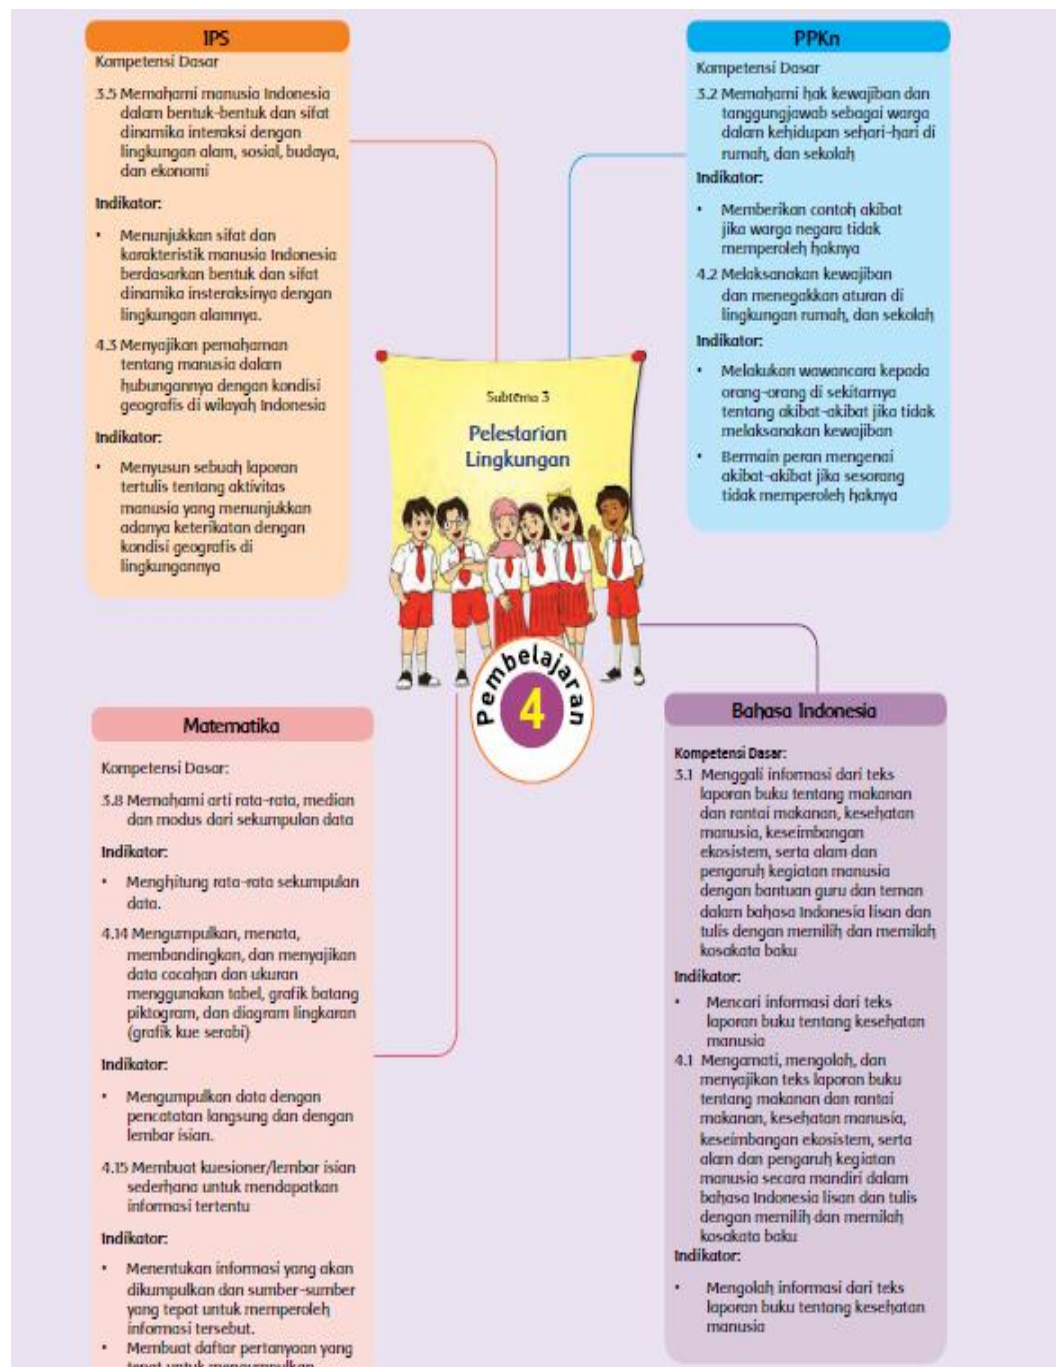 IPS
Kompetensi Dasar
3.5 Memahami manusia Indonesia
dalam bentuk-bentuk dan sifat
dinamika interaksi dengan
lingkungan alam, sosial, budaya,
dan ekonomi
Indikator:
• Menunjukkan sifat dan
karakteristik manusia Indonesia
berdasarkan bentuk dan sifat
dinamika insteraksinya dengan
lingkungan alamnya.
4.3 Menyajikan pemahaman
tentang manusia dalam
hubungannya dengan kondisi
geografis di wilayah Indonesia
Indikator:
• Menyusun sebuah laporan
tertulis tentang aktivitas
manusia yang menunjukkan
adanya keterikatan dengan
kondisi geografis di
lingkungannya
PPKn
Kompetensi Dasar
3.2 Memahami hak kewajiban dan
tanggungjawab sebagai warga
dalam kehidupan sehari-hari di
rumah, dan sekolah
Indikator:
• Memberikan contoh akibat
jika warga negara tidak
memperoleh haknya
4.2 Melaksanakan kewajiban
dan menegakkan aturan di
lingkungan rumah, dan sekolah
Indikator:
• Melakukan wawancara kepada
orang-orang di sekitarnya
tentang akibat-akibat jika tidak
melaksanakan kewajiban
• Bermain peran mengenai
akibat-akibat jika sesorang
tidak memperoleh haknya
Subtema 3
Pelestarian
Lingkungan
Pembelajaran
4
Matematika
Kompetensi Dasar:
3.8 Memahami arti rata-rata, median
dan modus dari sekumpulan data
Indikator:
• Menghitung rata-rata sekumpulan
data.
4.14 Mengumpulkan, menata,
membandingkan, dan menyajikan
data cacahan dan ukuran
menggunakan tabel, grafik batang
piktogram, dan diagram lingkaran
(grafik kue serabi)
Indikator:
• Mengumpulkan data dengan
pencatatan langsung dan dengan
lembar isian.
4.15 Membuat kuesioner/lembar isian
sederhana untuk mendapatkan
informasi tertentu
Indikator:
• Menentukan informasi yang akan
dikumpulkan dan sumber-sumber
yang tepat untuk memperoleh
informasi tersebut.
• Membuat daftar pertanyaan yang
tepat untuk mengumpulkan
Bahasa Indonesia
Kompetensi Dasar:
3.1 Menggali informasi dari teks
laporan buku tentang makanan
dan rantai makanan, kesehatan
manusia, keseimbangan
ekosistem, serta alam dan
pengaruh kegiatan manusia
dengan bantuan guru dan teman
dalam bahasa Indonesia lisan dan
tulis dengan memilih dan memilah
kosakata baku
Indikator:
• Mencari informasi dari teks
laporan buku tentang kesehatan
manusia
4.1 Mengamati, mengolah, dan
menyajikan teks laporan buku
tentang makanan dan rantai
makanan, kesehatan manusia,
keseimbangan ekosistem, serta
alam dan pengaruh kegiatan
manusia secara mandiri dalam
bahasa Indonesia lisan dan tulis
dengan memilih dan memilah
kosakata baku
Indikator:
• Mengolah informasi dari teks
laporan buku tentang kesehatan
manusia